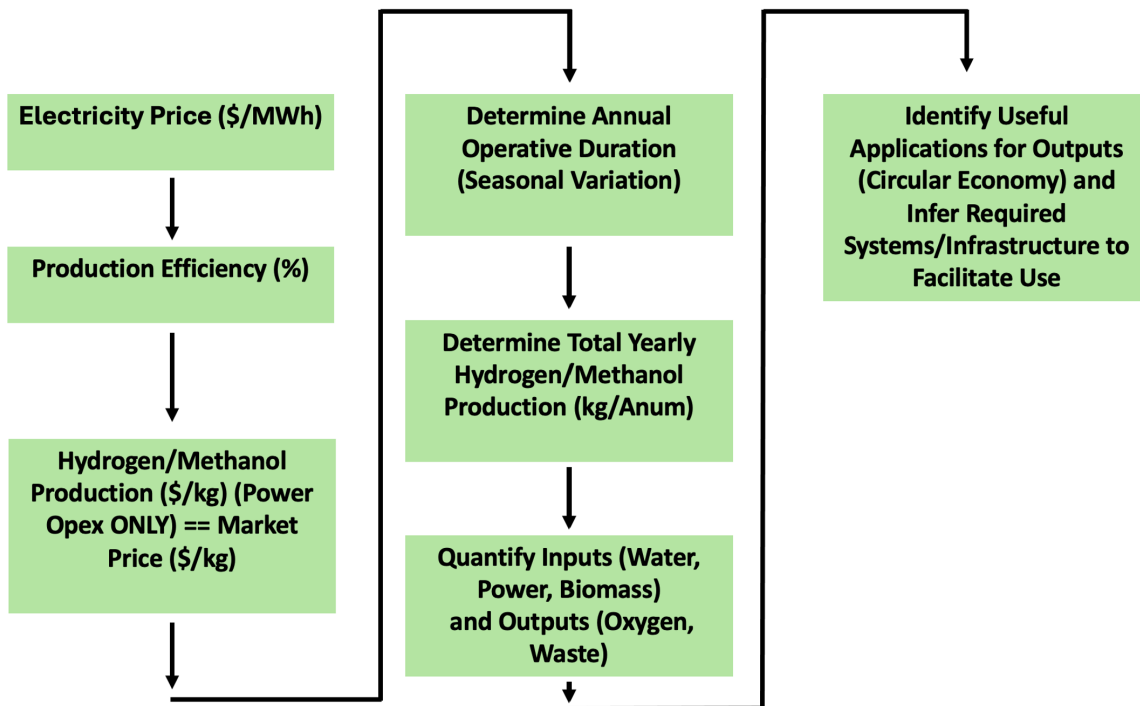 Electricity Price ($/MWh)
Production Efficiency (%)
Hydrogen/Methanol
Production ($/kg) (Power
Opex ONLY) == Market
Price ($/kg)
Determine Annual
Operative Duration
(Seasonal Variation)
Determine Total Yearly
Hydrogen/Methanol
Production (kg/Anum)
Quantify Inputs (Water,
Power, Biomass)
and Outputs (Oxygen,
Waste)
Identify Useful
Applications for Outputs
(Circular Economy) and
Infer Required
Systems/Infrastructure to
Facilitate Use